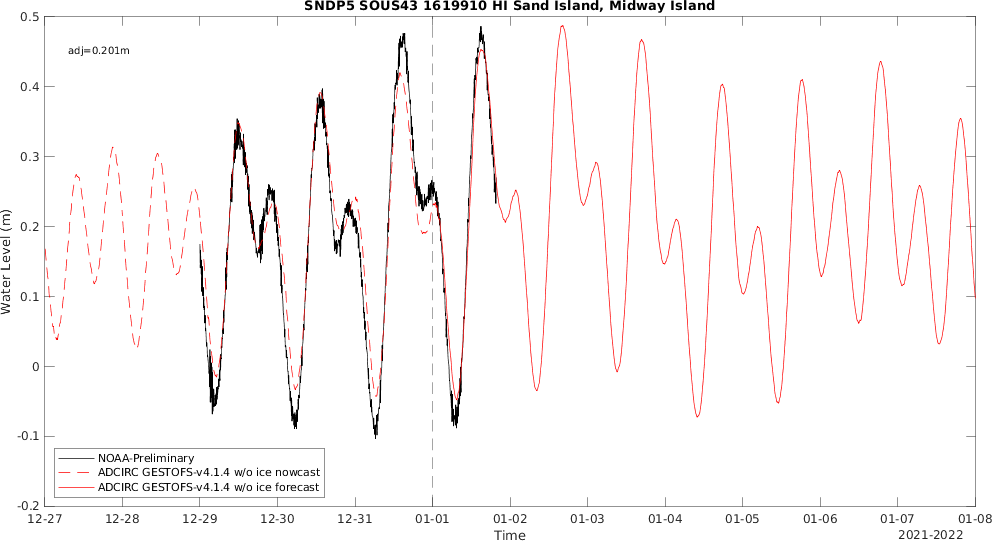 SNDP5 SOUS43 1619910 HI Sand Island, Midway Island
0.5
adj=0.201m
0.4
0.3
0.2
0.1
0
-0.1
-0.2
Water Level (m)
NOAA-Preliminary
ADCIRC GESTOFS-v4.1.4 w/o ice nowcast
ADCIRC GESTOFS-v4.1.4 w/o ice forecast
12-27 12-28 12-29 12-30 12-31 01-01 01-02 01-03 01-04 01-05 01-06 01-07 01-08
Time
2021-2022